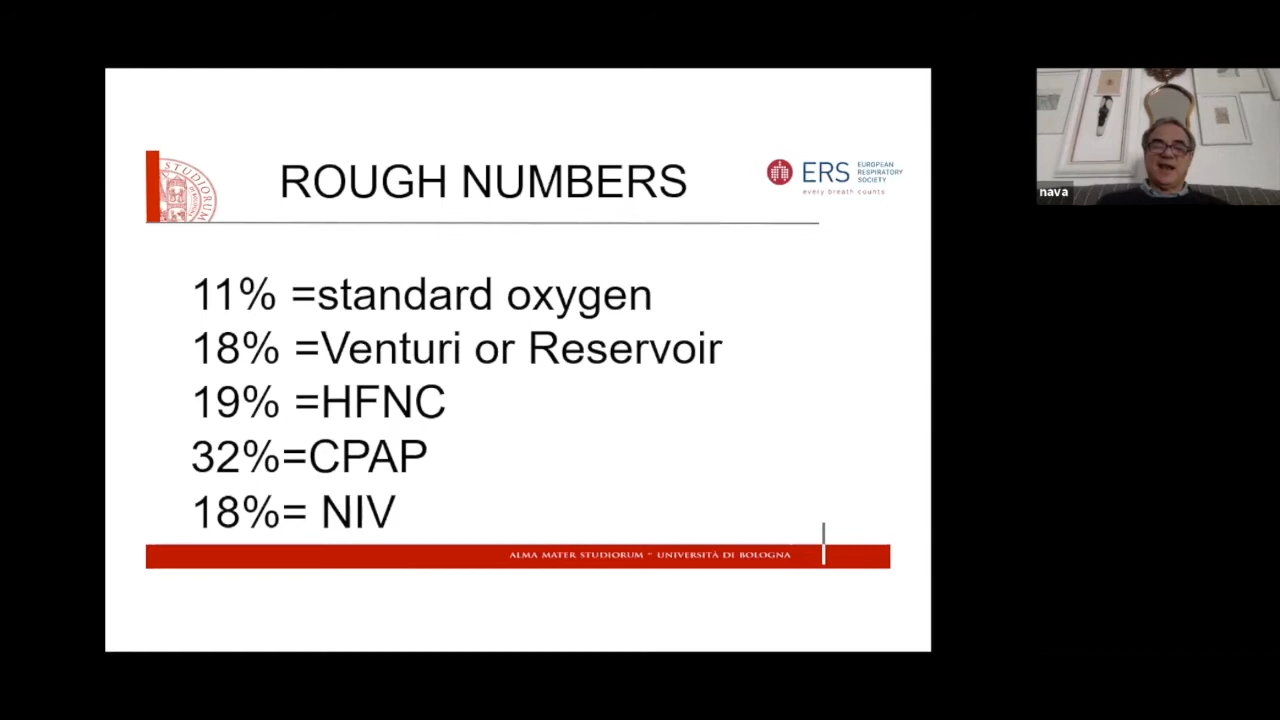 STUDIORUM
ROUGH NUMBERS
ERS
EUROPEAN
RESPIRATORY
SOCIETY
every breath counts
nava
11% =standard oxygen
18% =Venturi or Reservoir
19% =HFNC
32%=CPAP
18%= NIV
ALMA MATER STUDIORUM ~ UNIVERSITÀ DI BOLOGNA